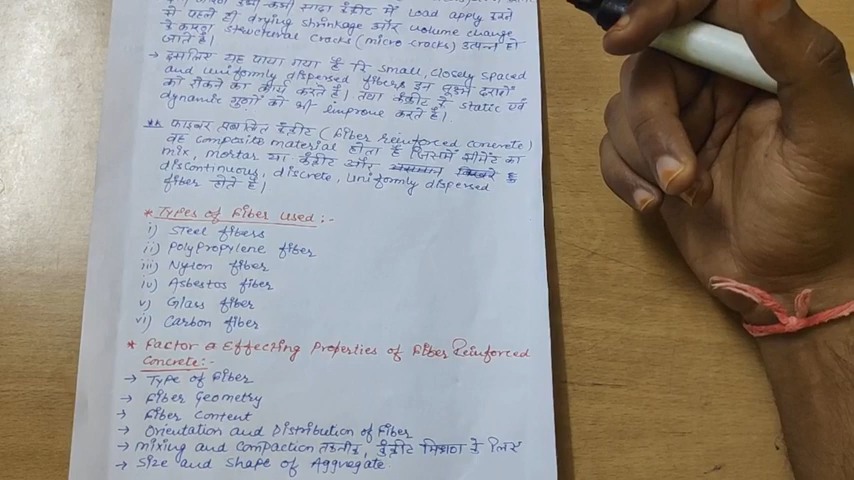 कभी कभी सादा कंक्रीट में load apply करने
से पहले ही drying shrinkage और volume change
के कारण structural cracks (micro cracks) उत्पन्न हो
जाते है।
→ इसलिए यह पाया गया है कि small, closely spaced
and uniformly dispersed fibers इन सूक्ष्म दरारों
को रोकने का कार्य करते है। तथा कंक्रीट के static एवं
dynamic गुणों को भी improve करते है।
** फाइबर प्रबलित कंक्रीट (fiber reinforced concrete)
वह composite material होता है जिसमें सीमेंट का
mix, mortar या कंक्रीट और
discontinuous, discrete, uniformly dispersed
fiber होते है।
* Types of fiber used:-
i) Steel fibers
ii) Polypropylene fiber
iii) Nylon fiber
iv) Asbestos fiber
v) Glass fiber
vi) Carbon fiber
* Factor Effecting Properties of Fiber Reinforced
Concrete:-
→ Type of Fiber
→ Fiber Geometry
→ Fiber Content
→ Orientation and Distribution of Fiber
→ mixing and compaction तकनीक, कंक्रीट मिश्रण के लिए
→ Size and shape of Aggregate